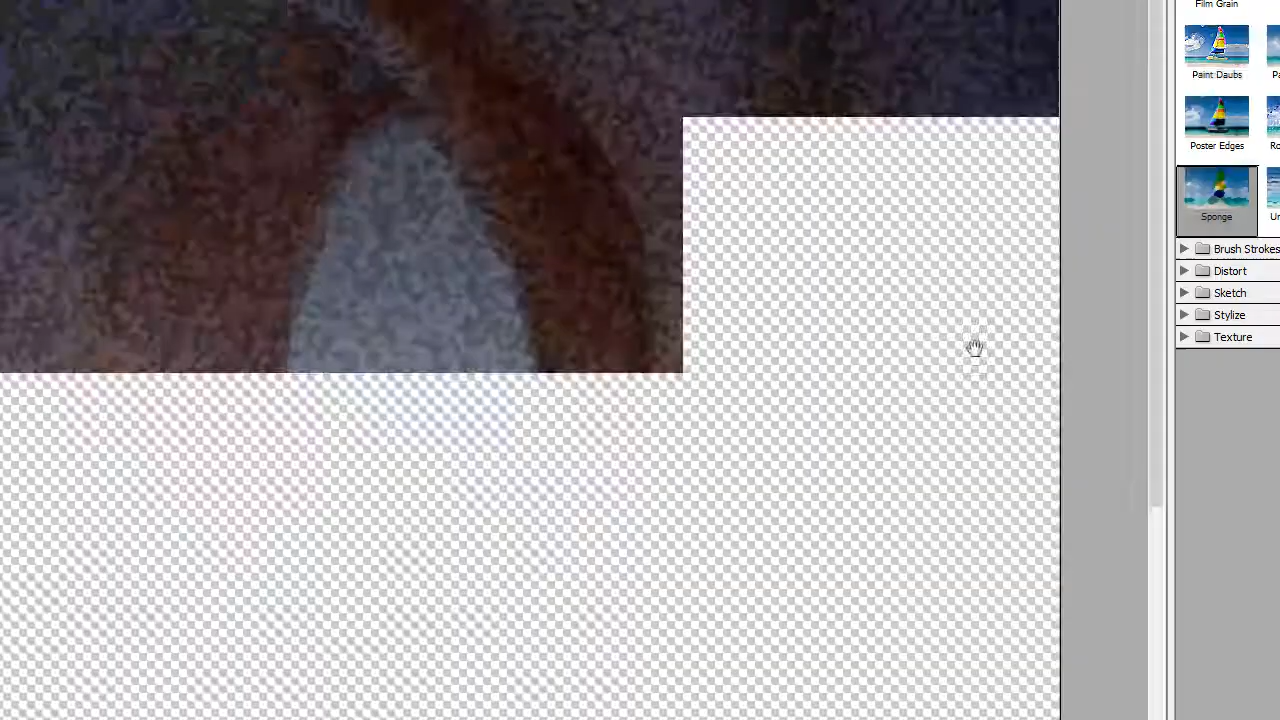 Film Grain
Paint Daubs
Poster Edges
Sponge
Brush Strokes
Distort
Sketch
Stylize
Texture